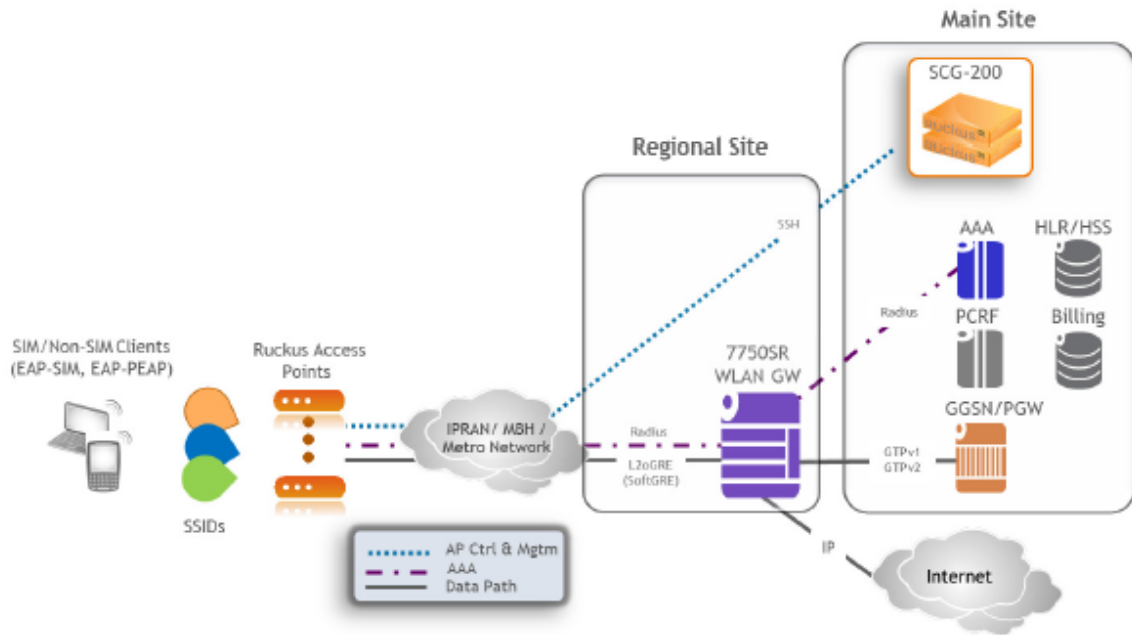 Main Site
SCG-200
Ruckus
Ruckus
Regional Site
SSH
AAA
HLR/HSS
Radius
PCRF
Billing
SIM/Non-SIM Clients
(EAP-SIM, EAP-PEAP)
Ruckus Access
Points
7750SR
WLAN GW
GGSN/PGW
IPRAN/ MBH /
Metro Network
Radius
L2oGRE
(SoftGRE)
GTPv1
GTPv2
SSIDs
AP Ctrl & Mgtm
AAA
Data Path
IP
Internet